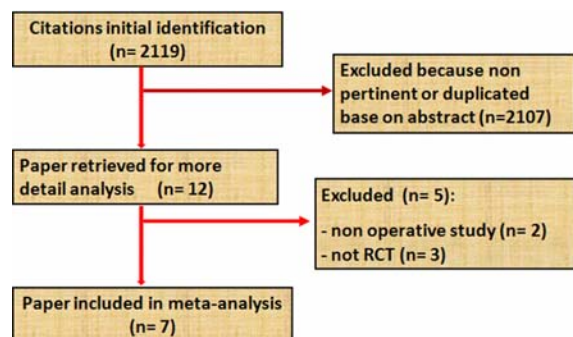 Citations initial identification
(n= 2119)
Excluded because non
pertinent or duplicated
base on abstract (n=2107)
Paper retrieved for more
detail analysis (n= 12)
Excluded (n= 5):
- non operative study (n= 2)
- not RCT (n= 3)
Paper included in meta-analysis
(n= 7)